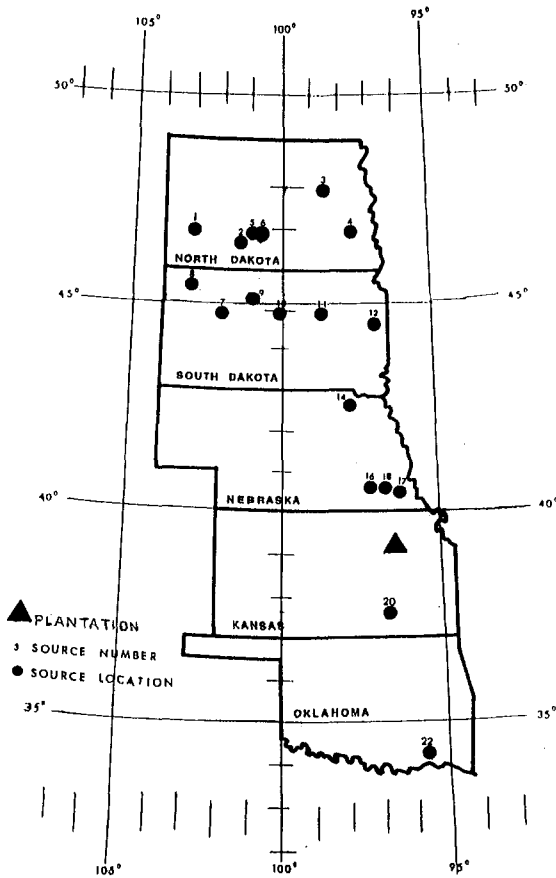 105° 100° 95°
50° 50°
3
1 2 5 6 4
NORTH DAKOTA
8 9
45° 45°
7 10 11 12
SOUTH DAKOTA
14
16 18 17
40° NEBRASKA 40°
20
PLANTATION
KANSAS
3 SOURCE NUMBER
SOURCE LOCATION
35° OKLAHOMA 35°
22
105° 100° 95°